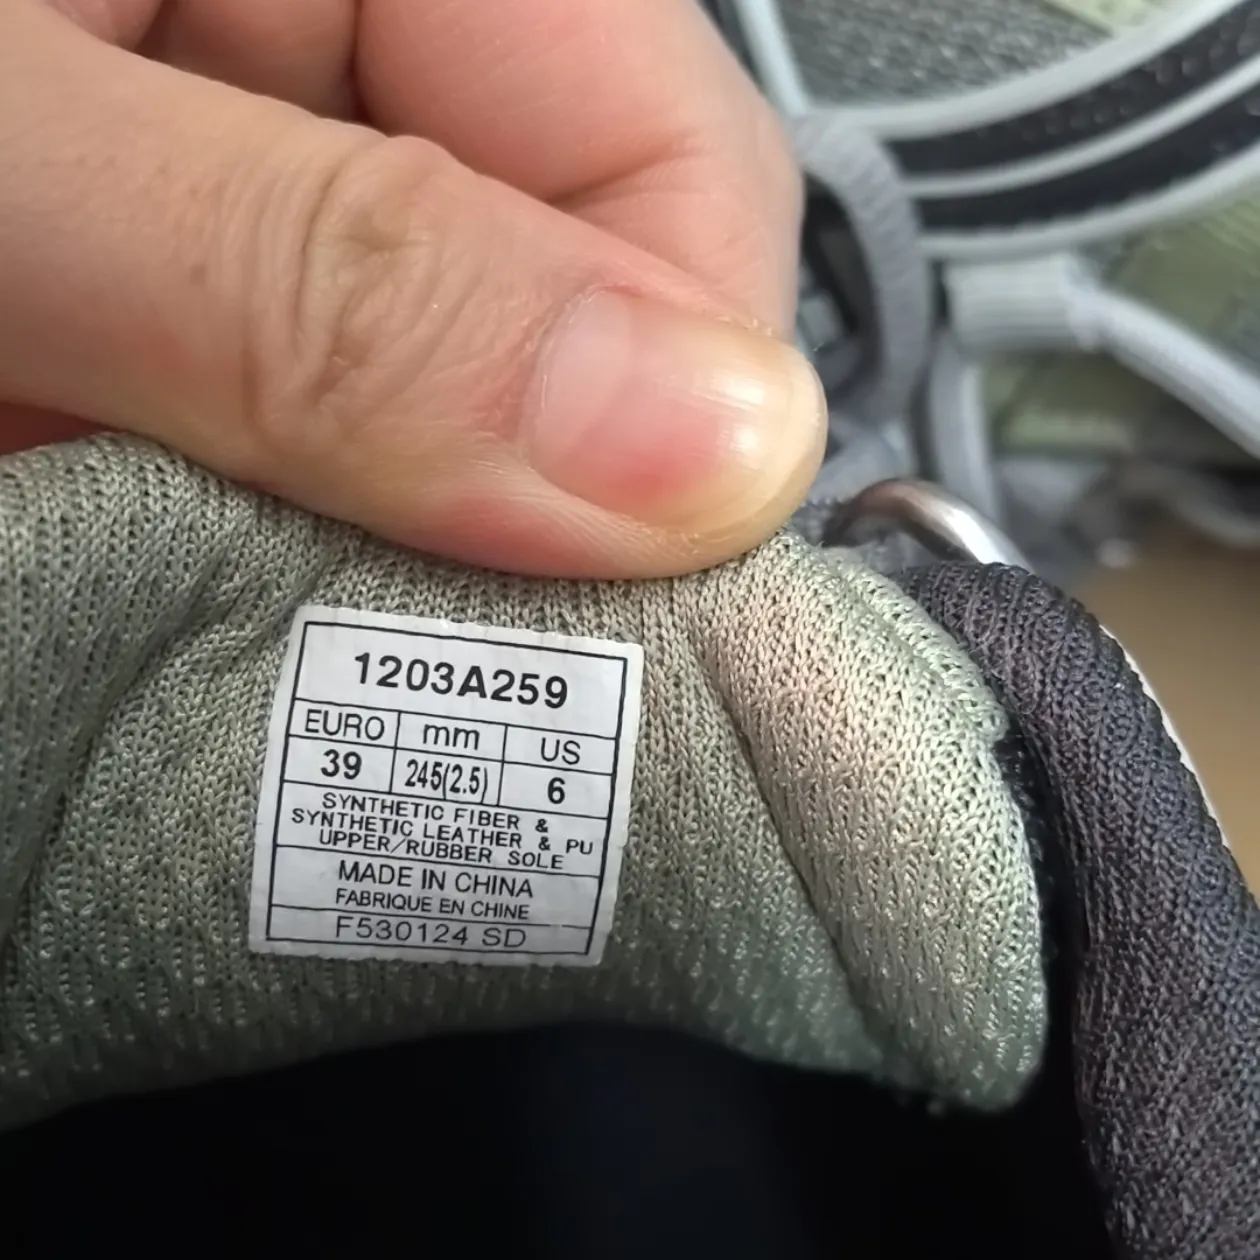 1203A259
EURO mm US
39 245(2.5) 6
SYNTHETIC FIBER &
SYNTHETIC LEATHER & PU
UPPER/RUBBER SOLE
MADE IN CHINA
FABRIQUE EN CHINE
F530124 SD